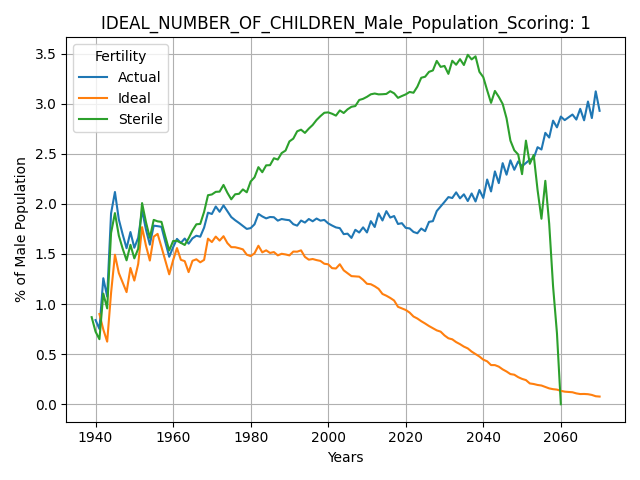 IDEAL_NUMBER_OF_CHILDREN_Male_Population_Scoring: 1
Fertility
Actual
Ideal
Sterile
% of Male Population
3.5
3.0
2.5
2.0
1.5
1.0
0.5
0.0
1940 1960 1980 2000 2020 2040 2060
Years